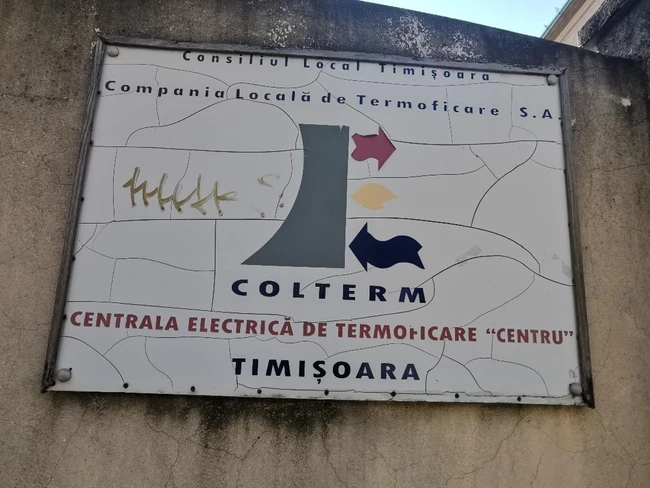 Consiliul Local Timișoara
Compania Locală de Termoficare S.A.
COLTERM
CENTRALA ELECTRICĂ DE TERMOFICARE "CENTRU"
TIMIȘOARA